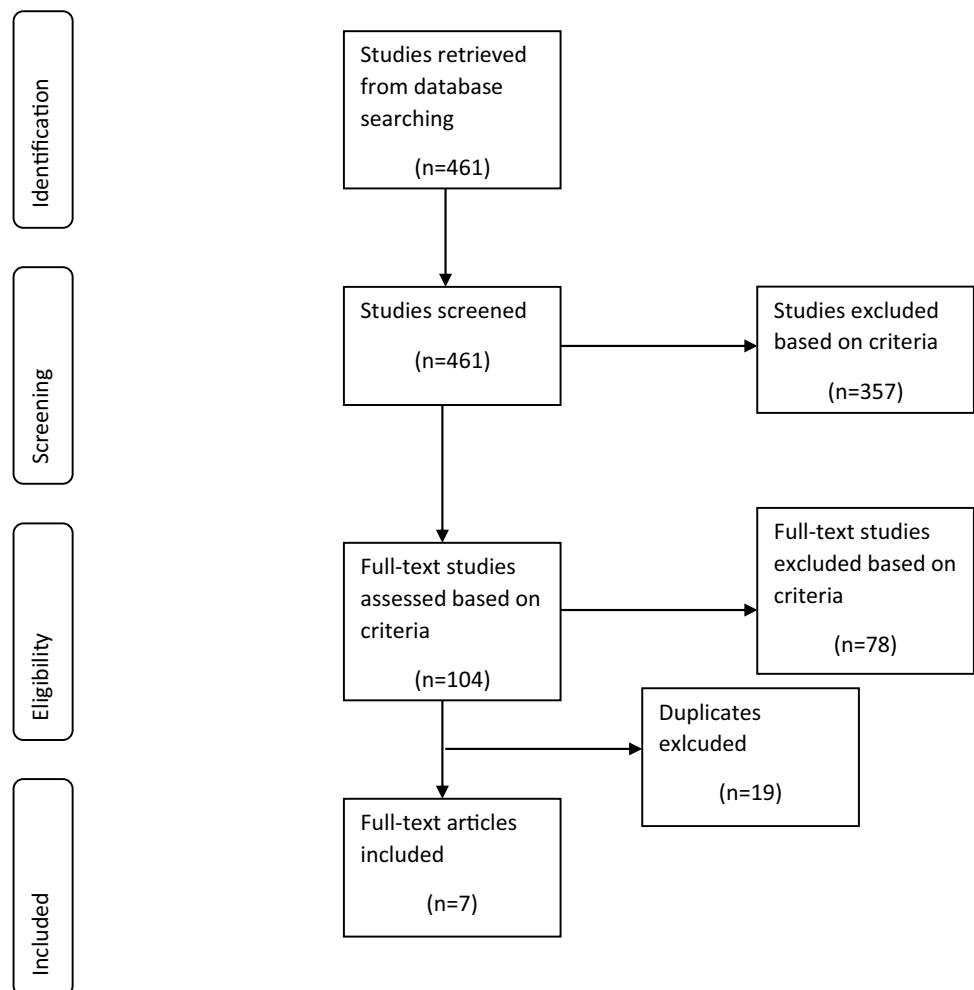 Identification
Studies retrieved
from database
searching
(n=461)
Screening
Studies screened
(n=461)
Studies excluded
based on criteria
(n=357)
Eligibility
Full-text studies
assessed based on
criteria
(n=104)
Full-text studies
excluded based on
criteria
(n=78)
Duplicates
exlcuded
(n=19)
Included
Full-text articles
included
(n=7)